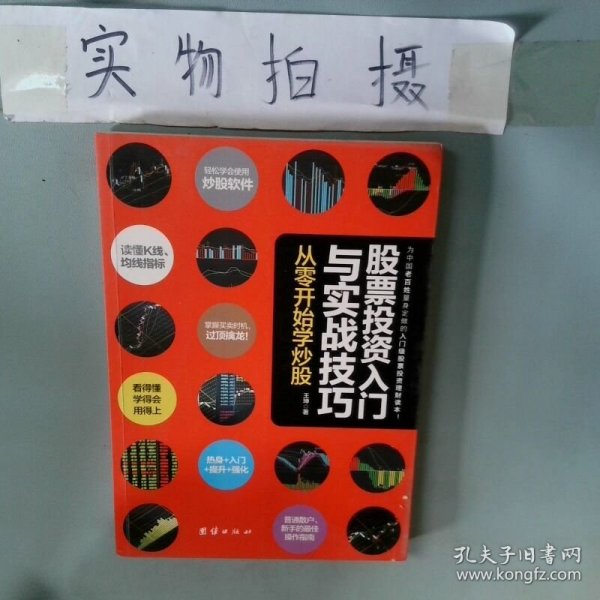 实物拍摄
轻松学会使用
炒股软件
读懂K线、
均线指标
掌握买卖时机,
过顶擒龙!
看得懂
学得会
用得上
热身+入门
+提升+强化
普通散户、
新手的最佳
操作指南
为中国老百姓量身定做的入门级股票投资理财读本!
股票投资入门
与实战技巧
从零开始学炒股
王坤 著
团结出版社
孔夫子旧书网
www.kongfz.com